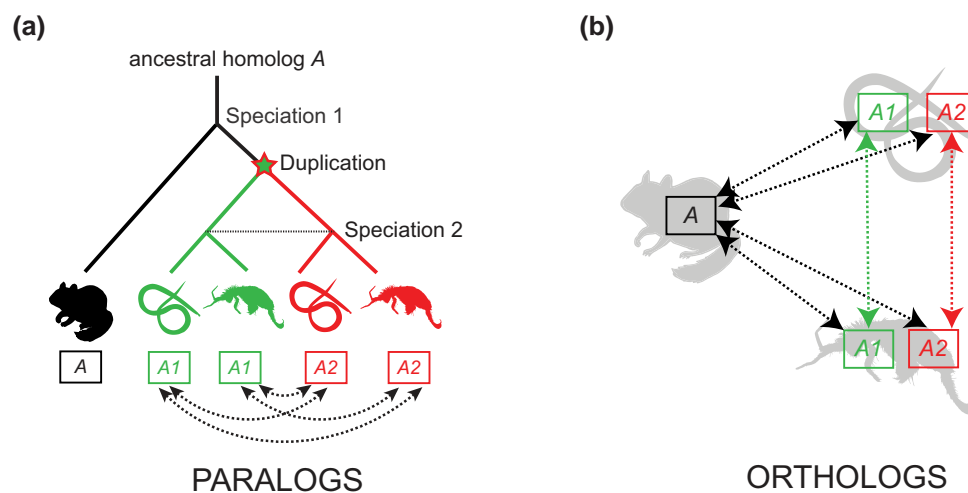 (a)
ancestral homolog A
Speciation 1
Duplication
Speciation 2
A
A1
A1
A2
A2
PARALOGS
(b)
A1
A2
A
A1
A2
ORTHOLOGS